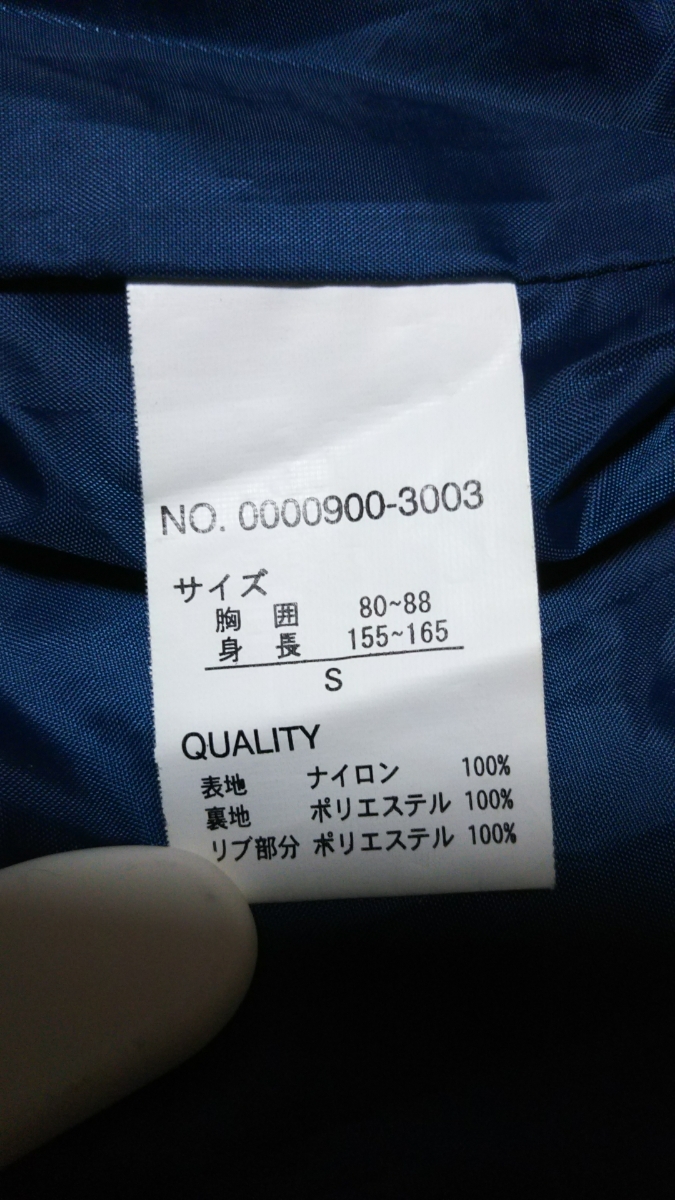 NO. 0000900-3003
サイズ
胸 囲 80~88
身 長 155~165
S
QUALITY
表地 ナイロン 100%
裏地 ポリエステル 100%
リブ部分 ポリエステル 100%